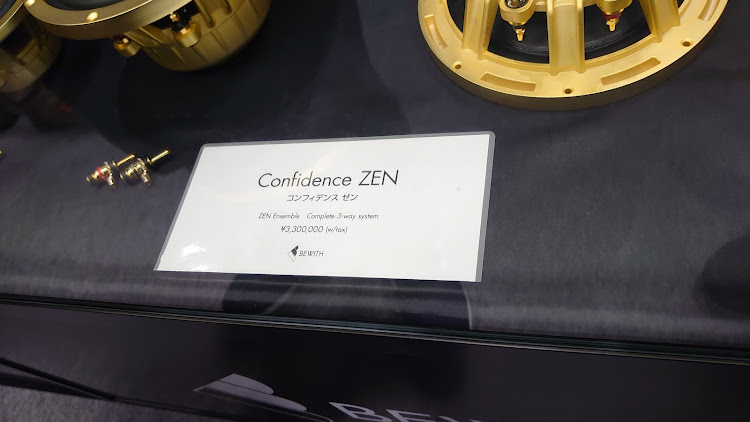 Confidence ZEN
コンフィデンス ゼン
ZEN Ensemble Complete 3-way system
¥3,300,000 (w/tax)
BEWITH